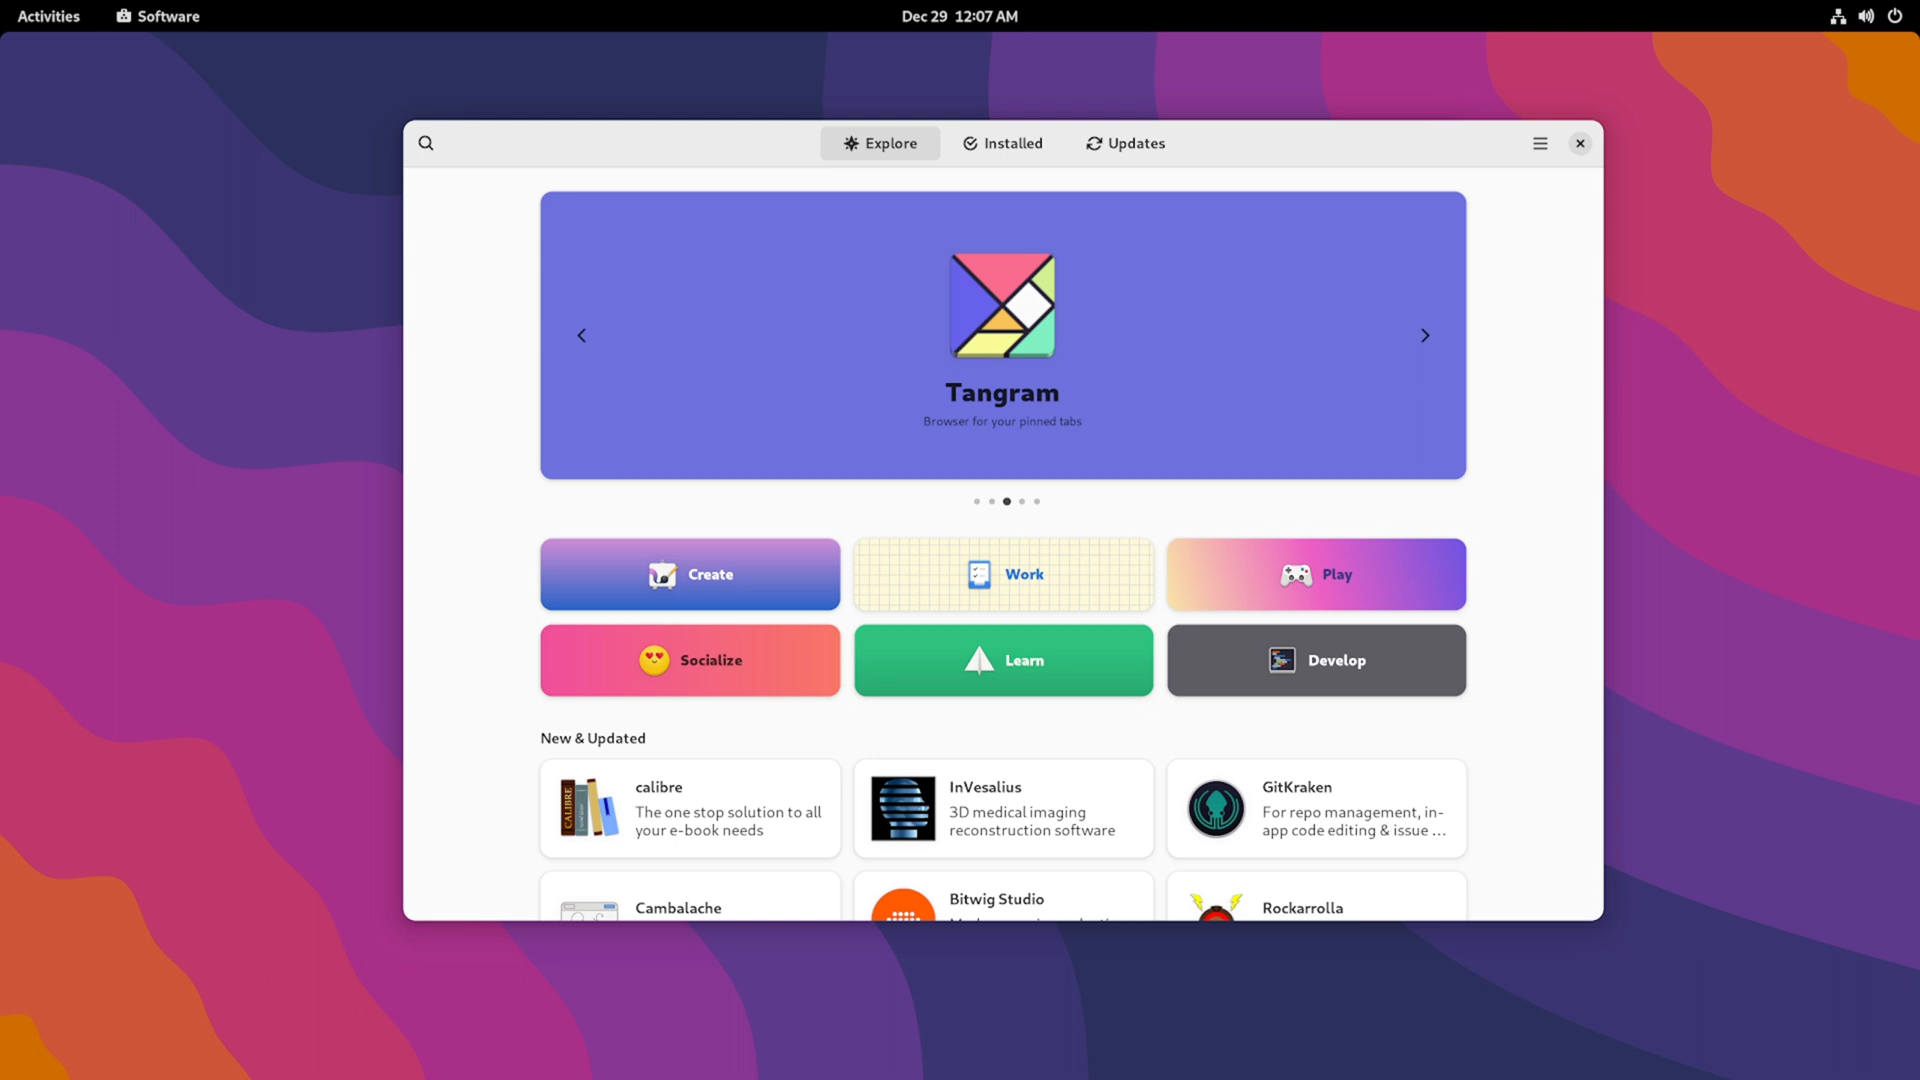 Activities
Software
Dec 29 12:07 AM
Explore
Installed
Updates
Tangram
Browser for your pinned tabs
Create
Work
Play
Socialize
Learn
Develop
New & Updated
CALIBRE
calibre
The one stop solution to all
your e-book needs
InVesalius
3D medical imaging
reconstruction software
GitKraken
For repo management, in-
app code editing & issue ...
Cambalache
Bitwig Studio
Rockarrolla